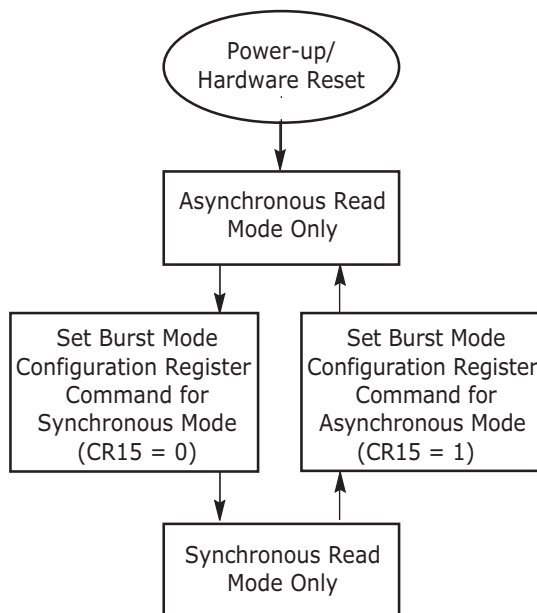 Power-up/
Hardware Reset
Asynchronous Read
Mode Only
Set Burst Mode
Configuration Register
Command for
Synchronous Mode
(CR15 = 0)
Set Burst Mode
Configuration Register
Command for
Asynchronous Mode
(CR15 = 1)
Synchronous Read
Mode Only